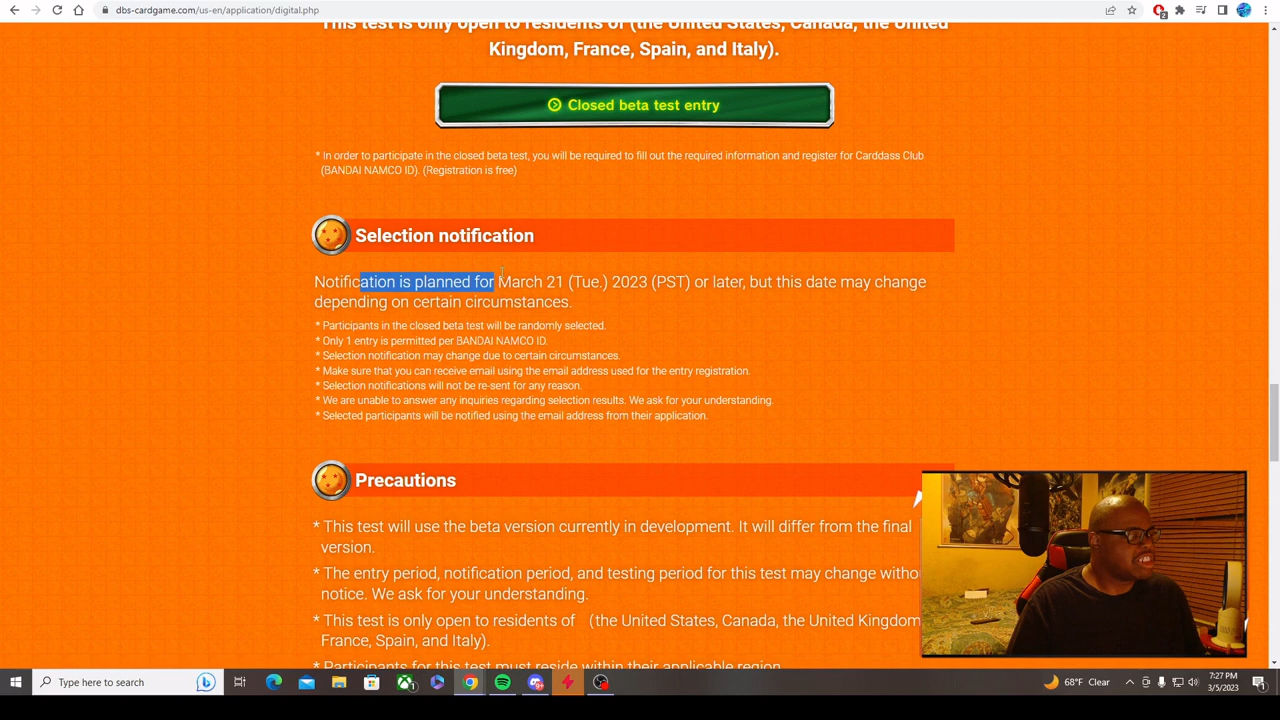 dbs-cardgame.com/us-en/application/digital.php
This test is only open to residents of (the United States, Canada, the United
Kingdom, France, Spain, and Italy).
Closed beta test entry
* In order to participate in the closed beta test, you will be required to fill out the required information and register for Carddass Club
(BANDAI NAMCO ID). (Registration is free)
Selection notification
Notification is planned for March 21 (Tue.) 2023 (PST) or later, but this date may change
depending on certain circumstances.
* Participants in the closed beta test will be randomly selected.
* Only 1 entry is permitted per BANDAI NAMCO ID.
* Selection notification may change due to certain circumstances.
* Make sure that you can receive email using the email address used for the entry registration.
* Selection notifications will not be re-sent for any reason.
* We are unable to answer any inquiries regarding selection results. We ask for your understanding.
* Selected participants will be notified using the email address from their application.
Precautions
* This test will use the beta version currently in development. It will differ from the final
version.
* The entry period, notification period, and testing period for this test may change witho
notice. We ask for your understanding.
* This test is only open to residents of (the United States, Canada, the United Kingdom
France, Spain, and Italy).
* Participants for this test must reside within their applicable region.
Type here to search
68°F Clear
7:27 PM
3/5/2023